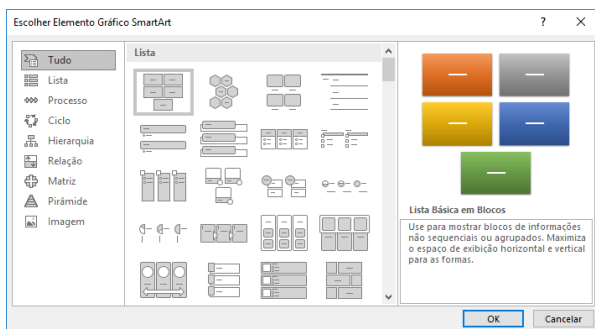 Escolher Elemento Gráfico SmartArt
?
Tudo
Lista
Processo
Ciclo
Hierarquia
Relação
Matriz
Pirâmide
Imagem
Lista
Lista Básica em Blocos
Use para mostrar blocos de informações
não sequenciais ou agrupados. Maximiza
o espaço de exibição horizontal e vertical
para as formas.
OK
Cancelar